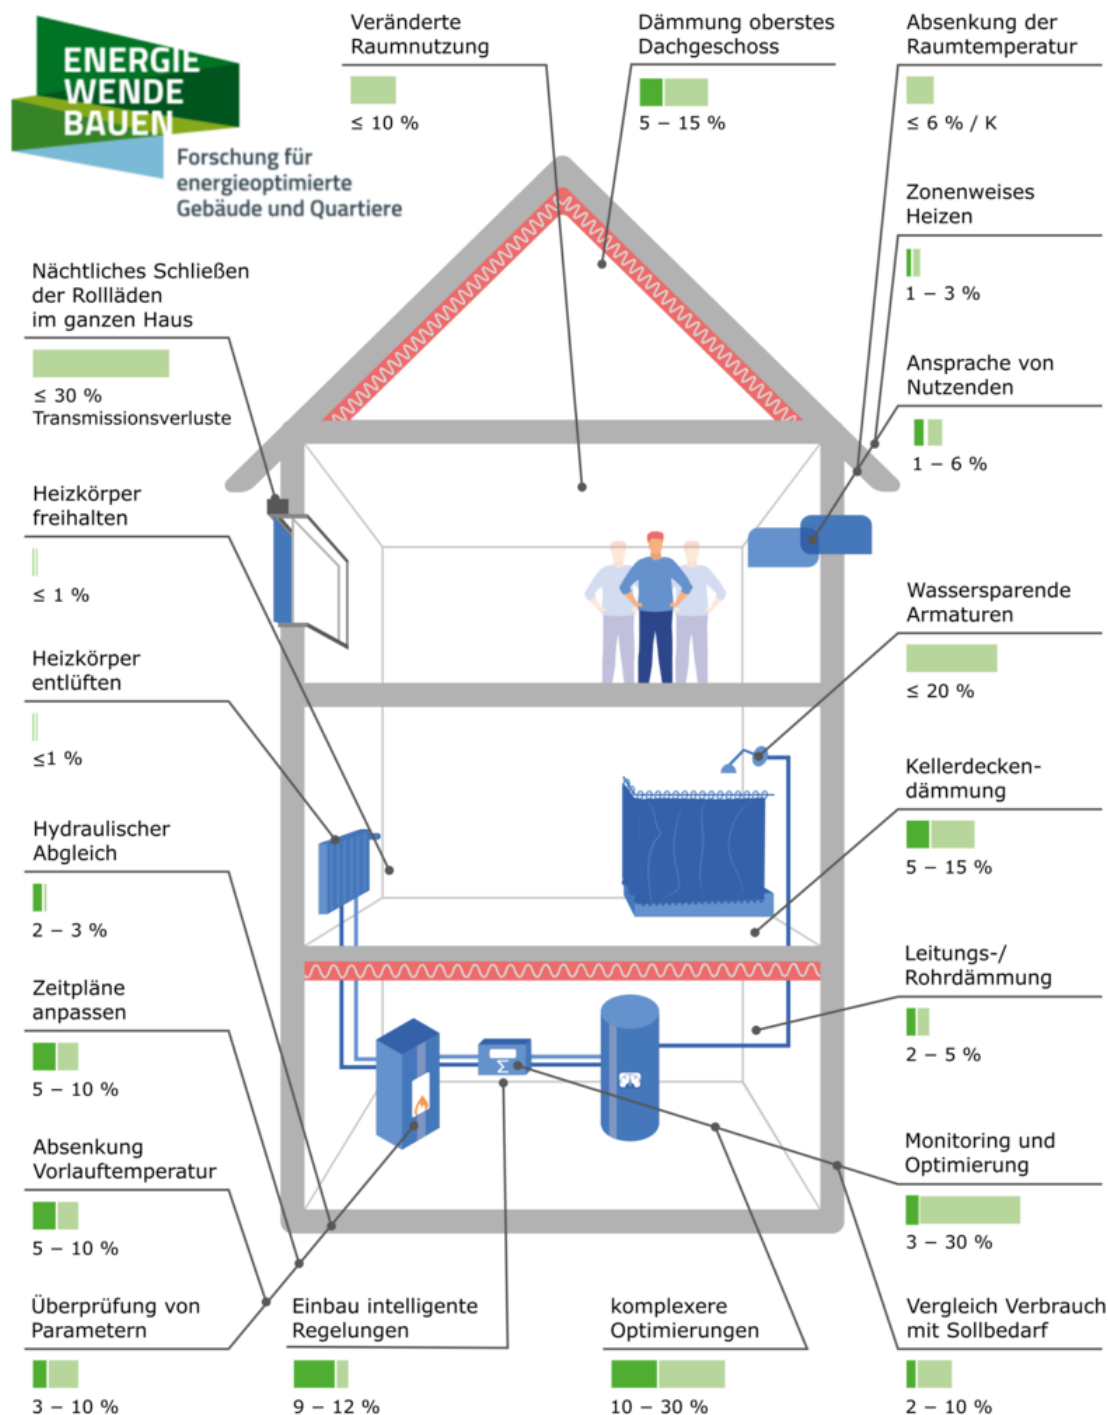 ENERGIE
WENDE
BAUEN
Forschung für
energieoptimierte
Gebäude und Quartiere
Veränderte
Raumnutzung
≤ 10 %
Dämmung oberstes
Dachgeschoss
5 – 15 %
Absenkung der
Raumtemperatur
≤ 6 % / K
Zonenweises
Heizen
1 – 3 %
Ansprache von
Nutzenden
1 – 6 %
Wassersparende
Armaturen
≤ 20 %
Kellerdecken-
dämmung
5 – 15 %
Leitungs-/
Rohrdämmung
2 – 5 %
Monitoring und
Optimierung
3 – 30 %
Vergleich Verbrauch
mit Sollbedarf
2 – 10 %
Nächtliches Schließen
der Rollläden
im ganzen Haus
≤ 30 %
Transmissionsverluste
Heizkörper
freihalten
≤ 1 %
Heizkörper
entlüften
≤1 %
Hydraulischer
Abgleich
2 – 3 %
Zeitpläne
anpassen
5 – 10 %
Absenkung
Vorlauftemperatur
5 – 10 %
Überprüfung von
Parametern
3 – 10 %
Einbau intelligente
Regelungen
9 – 12 %
komplexere
Optimierungen
10 – 30 %
Σ